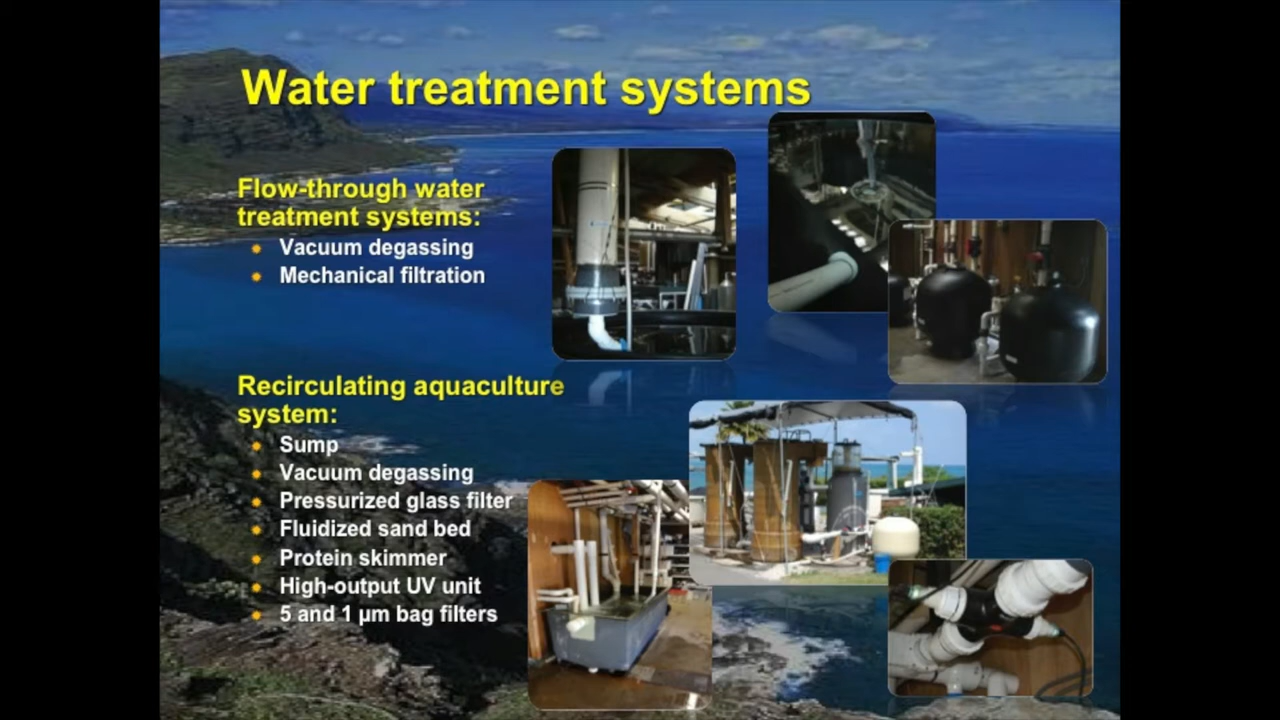 Water treatment systems
Flow-through water
treatment systems:
Vacuum degassing
Mechanical filtration
Recirculating aquaculture
system:
Sump
Vacuum degassing
Pressurized glass filter
Fluidized sand bed
Protein skimmer
High-output UV unit
5 and 1 µm bag filters